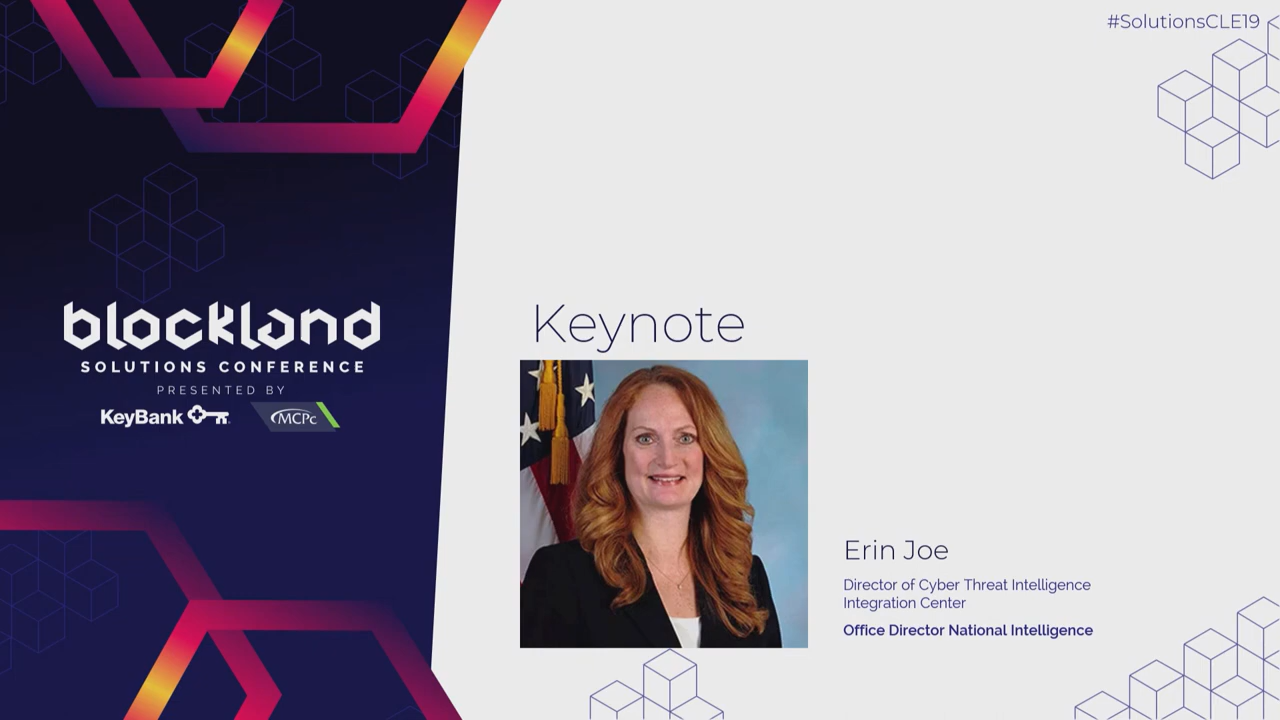 #SolutionsCLE19
blockland
SOLUTIONS CONFERENCE
PRESENTED BY
KeyBank
MCPc
Keynote
Erin Joe
Director of Cyber Threat Intelligence
Integration Center
Office Director National Intelligence